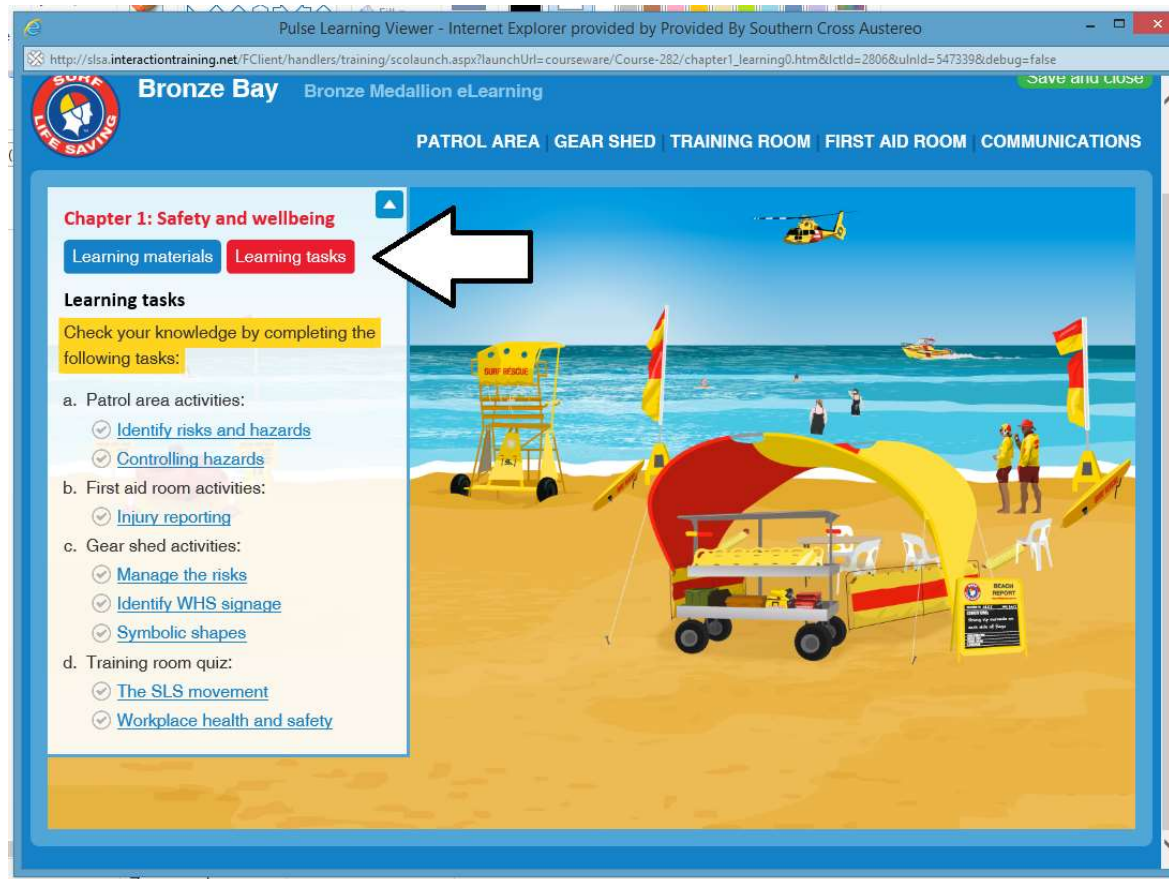 Pulse Learning Viewer - Internet Explorer provided by Provided By Southern Cross Austereo
http://slsa.interactiontraining.net/FClient/handlers/training/scolaunch.aspx?launchUrl=courseware/Course-282/chapter1_learning0.htm&lctId=2806&ulnId=547339&debug=false
SURF
LIFE SAVING
Bronze Bay Bronze Medallion eLearning
Save and close
PATROL AREA | GEAR SHED | TRAINING ROOM | FIRST AID ROOM | COMMUNICATIONS
Chapter 1: Safety and wellbeing
Learning materials Learning tasks
Learning tasks
Check your knowledge by completing the
following tasks:
a. Patrol area activities:
Identify risks and hazards
Controlling hazards
b. First aid room activities:
Injury reporting
c. Gear shed activities:
Manage the risks
Identify WHS signage
Symbolic shapes
d. Training room quiz:
The SLS movement
Workplace health and safety
SURF RESCUE
BEACH
REPORT